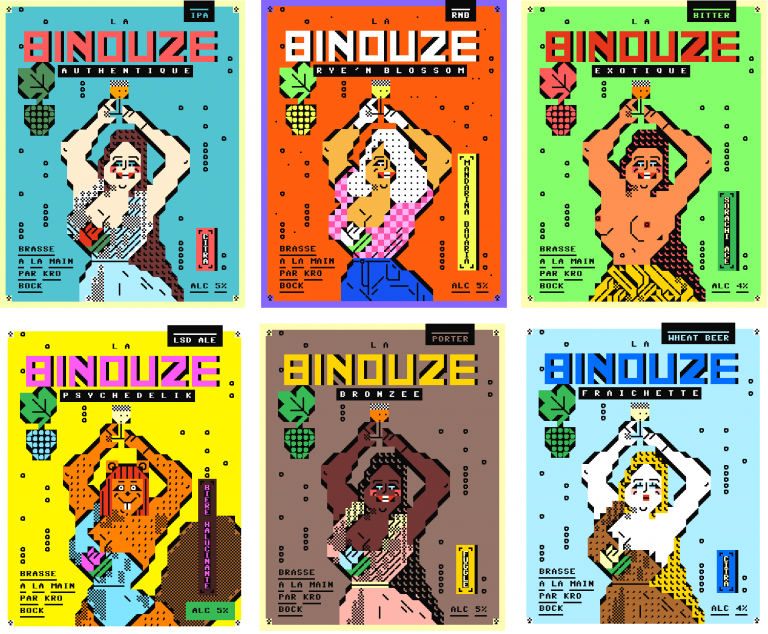 IPA
LA
BINOUZE
AUTHENTIQUE
CITRA
BRASSE
A LA MAIN
PAR KRO
BOCK
ALC 5%
RNB
LA
BINOUZE
RYE'N BLOSSOM
MANDARINA BAVARIA
BRASSE
A LA MAIN
PAR KRO
BOCK
ALC 5%
BITTER
LA
BINOUZE
EXOTIQUE
SORACHI ACE
BRASSE
A LA MAIN
PAR KRO
BOCK
ALC 4%
LSD ALE
LA
BINOUZE
PSYCHEDELIK
BIERE HALUCINANTE
BRASSE
A LA MAIN
PAR KRO
BOCK
ALC 5%
PORTER
LA
BINOUZE
BRONZEE
FUGGLE
BRASSE
A LA MAIN
PAR KRO
BOCK
ALC 5%
WHEAT BEER
LA
BINOUZE
FRAICHETTE
CITRA
BRASSE
A LA MAIN
PAR KRO
BOCK
ALC 4%